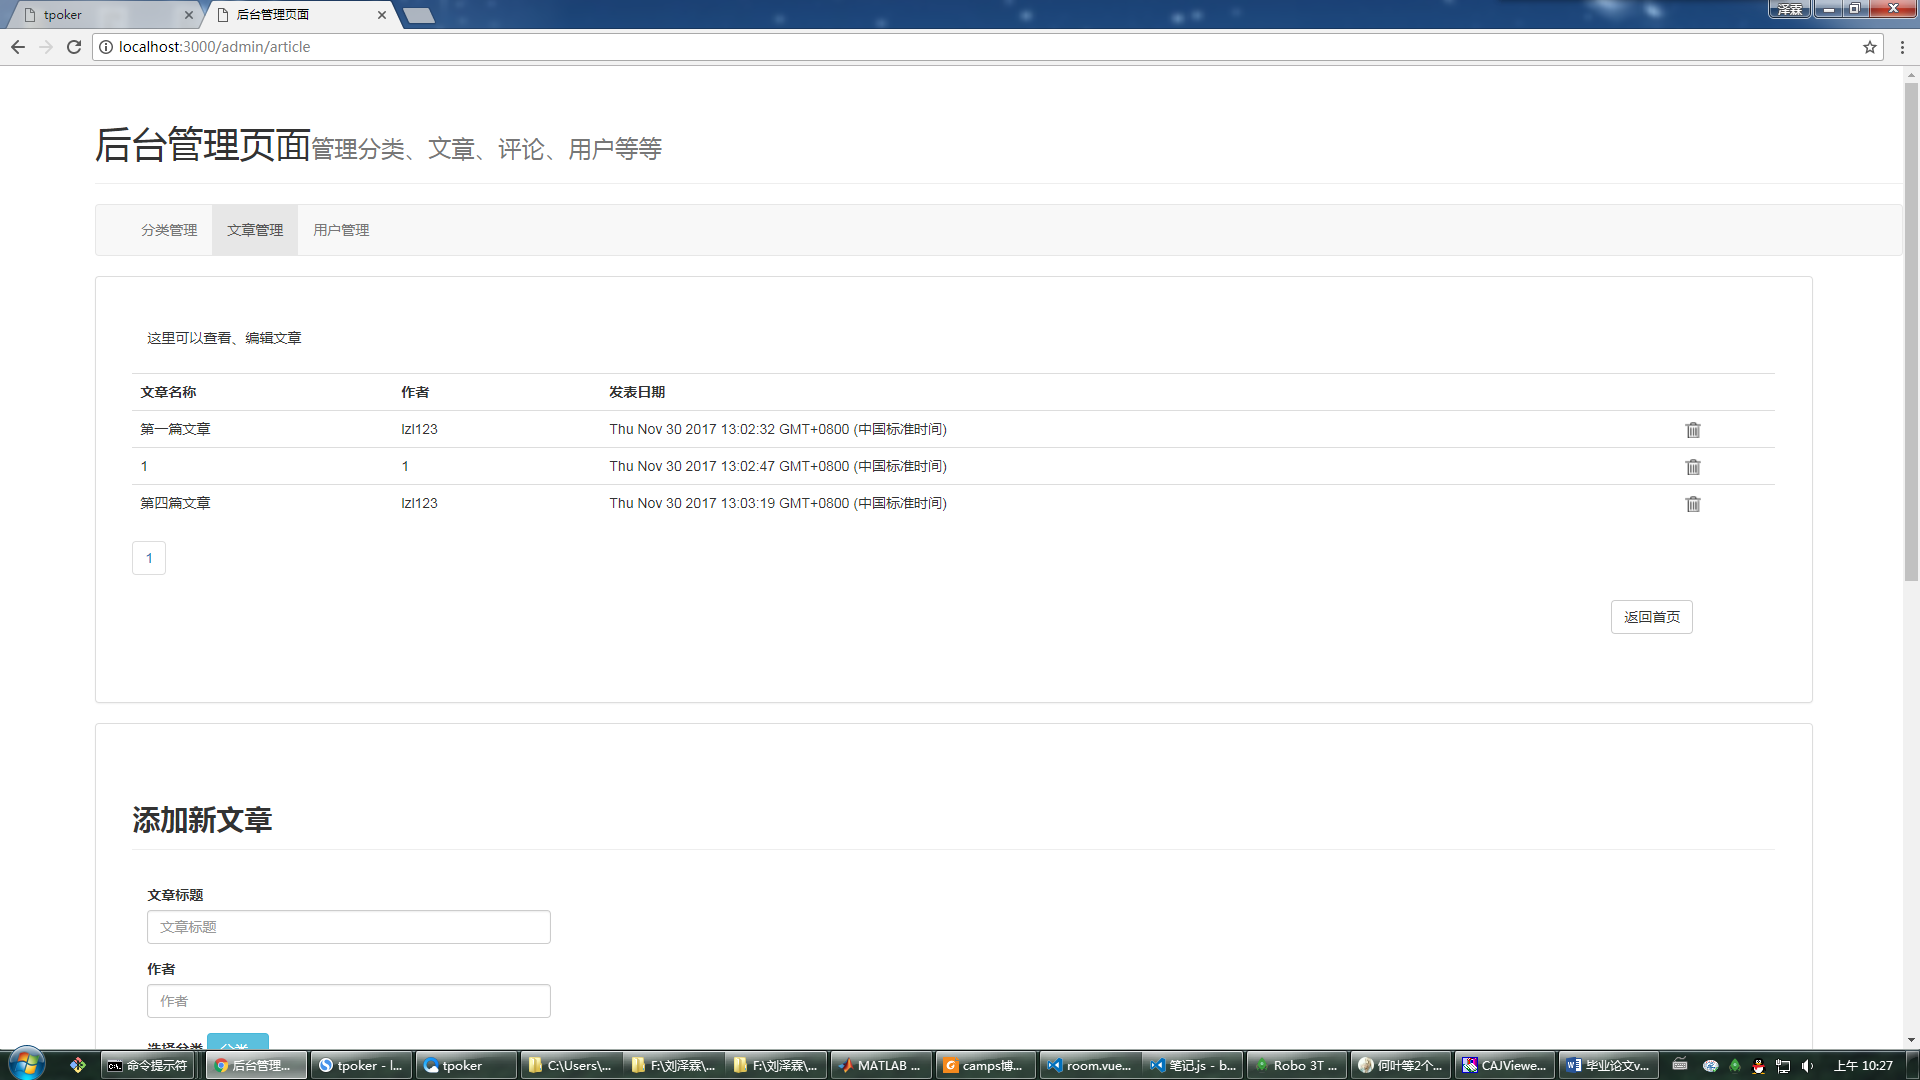 tpoker
后台管理页面
泽霖
localhost:3000/admin/article
后台管理页面管理分类、文章、评论、用户等等
分类管理 文章管理 用户管理
这里可以查看、编辑文章
文章名称 作者 发表日期
第一篇文章 lzl123 Thu Nov 30 2017 13:02:32 GMT+0800 (中国标准时间)
1 1 Thu Nov 30 2017 13:02:47 GMT+0800 (中国标准时间)
第四篇文章 lzl123 Thu Nov 30 2017 13:03:19 GMT+0800 (中国标准时间)
1
返回首页
添加新文章
文章标题
文章标题
作者
作者
选择分类 分类
命令提示符 后台管理... tpoker - l... tpoker C:\Users\... F:\刘泽霖\... F:\刘泽霖\... MATLAB ... camps博... room.vue... 笔记.js - b... Robo 3T ... 何叶等2个... CAJViewe... 毕业论文v... 上午 10:27